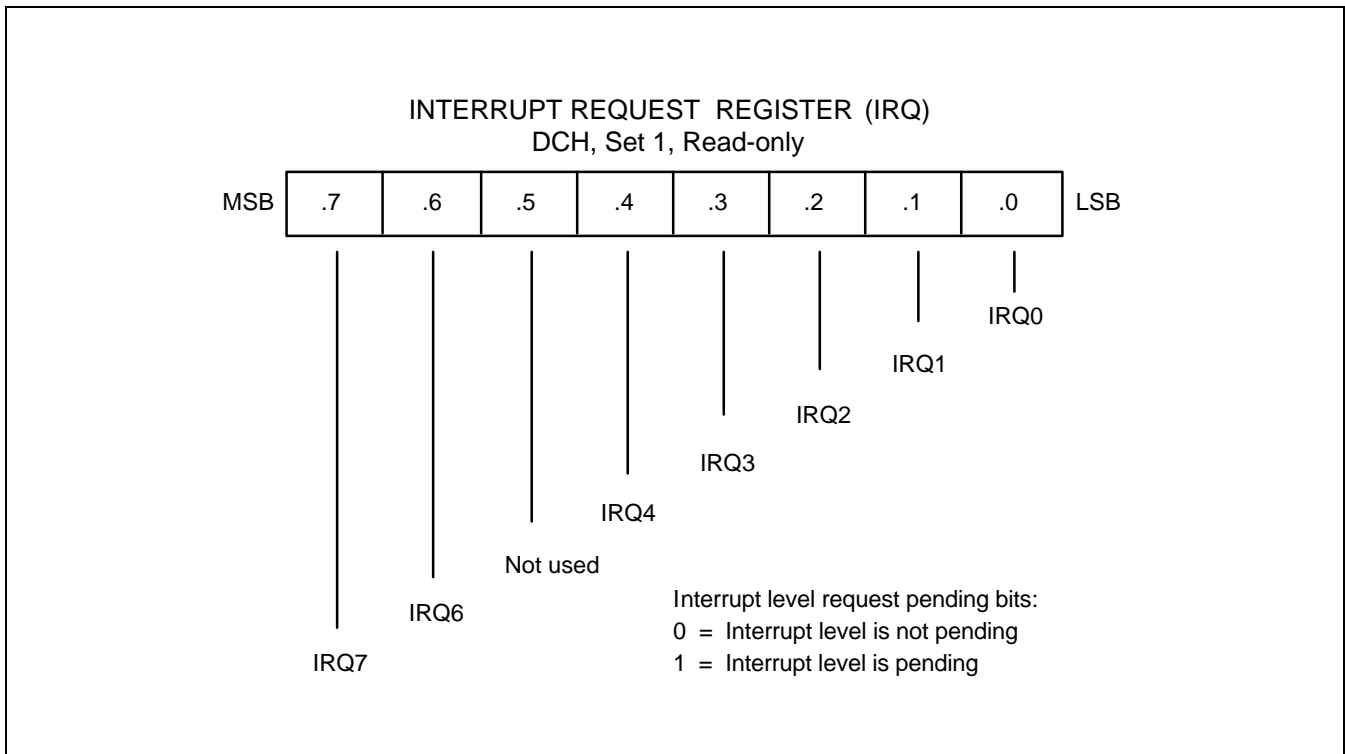 INTERRUPT REQUEST REGISTER (IRQ)
DCH, Set 1, Read-only
MSB .7 .6 .5 .4 .3 .2 .1 .0 LSB
IRQ0
IRQ1
IRQ2
IRQ3
IRQ4
Not used
IRQ6
IRQ7
Interrupt level request pending bits:
0 = Interrupt level is not pending
1 = Interrupt level is pending